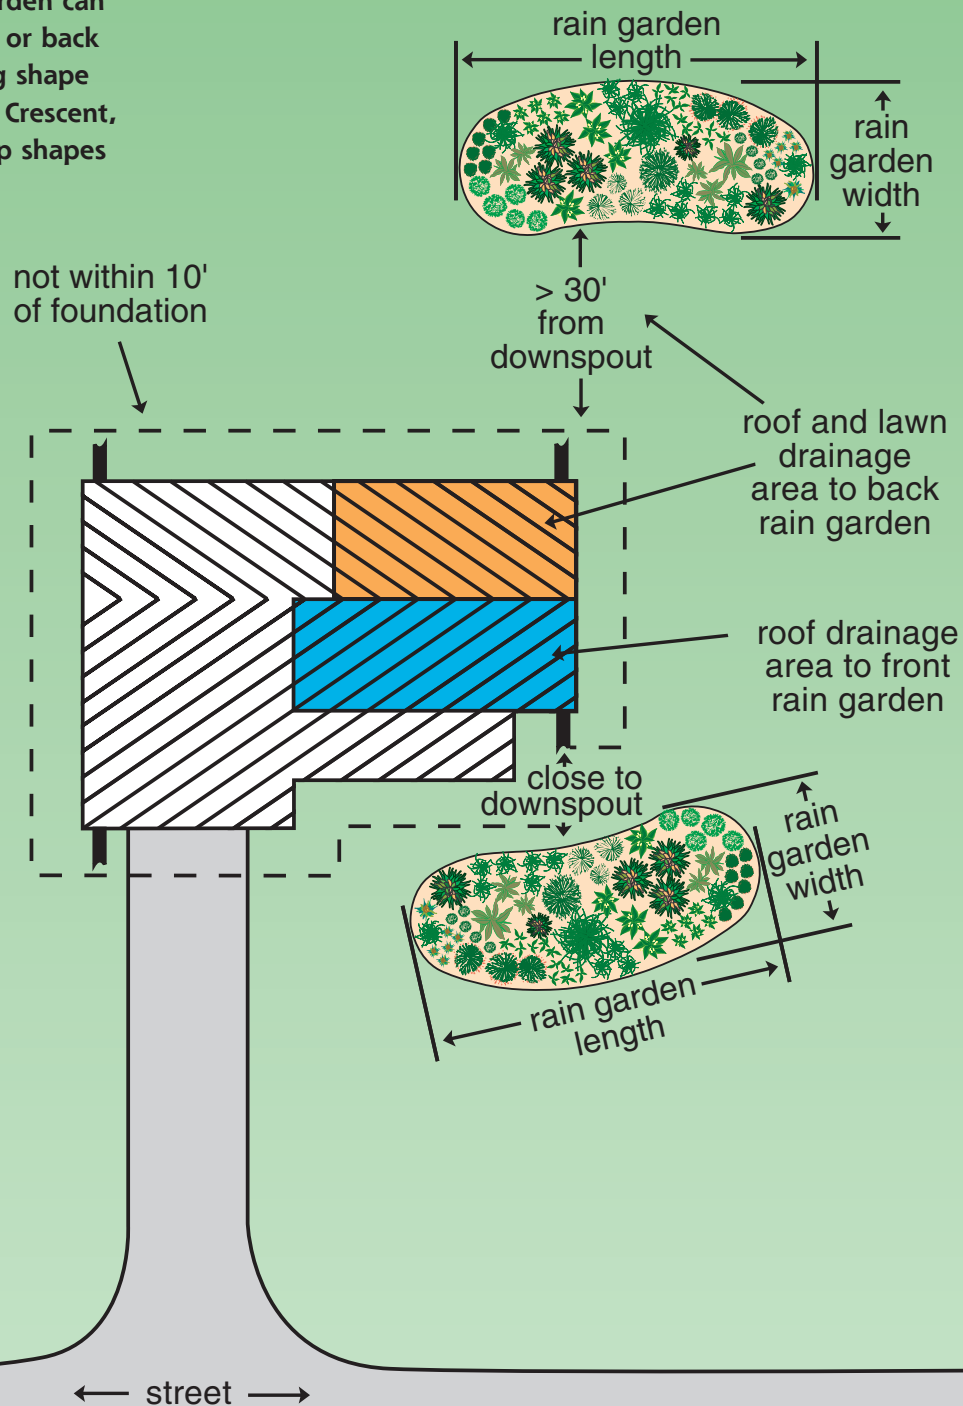 rden can
or back
g shape
Crescent,
p shapes
rain garden
length
rain
garden
width
not within 10'
of foundation
> 30'
from
downspout
roof and lawn
drainage
area to back
rain garden
roof drainage
area to front
rain garden
close to
downspout
rain
garden
width
rain garden
length
street